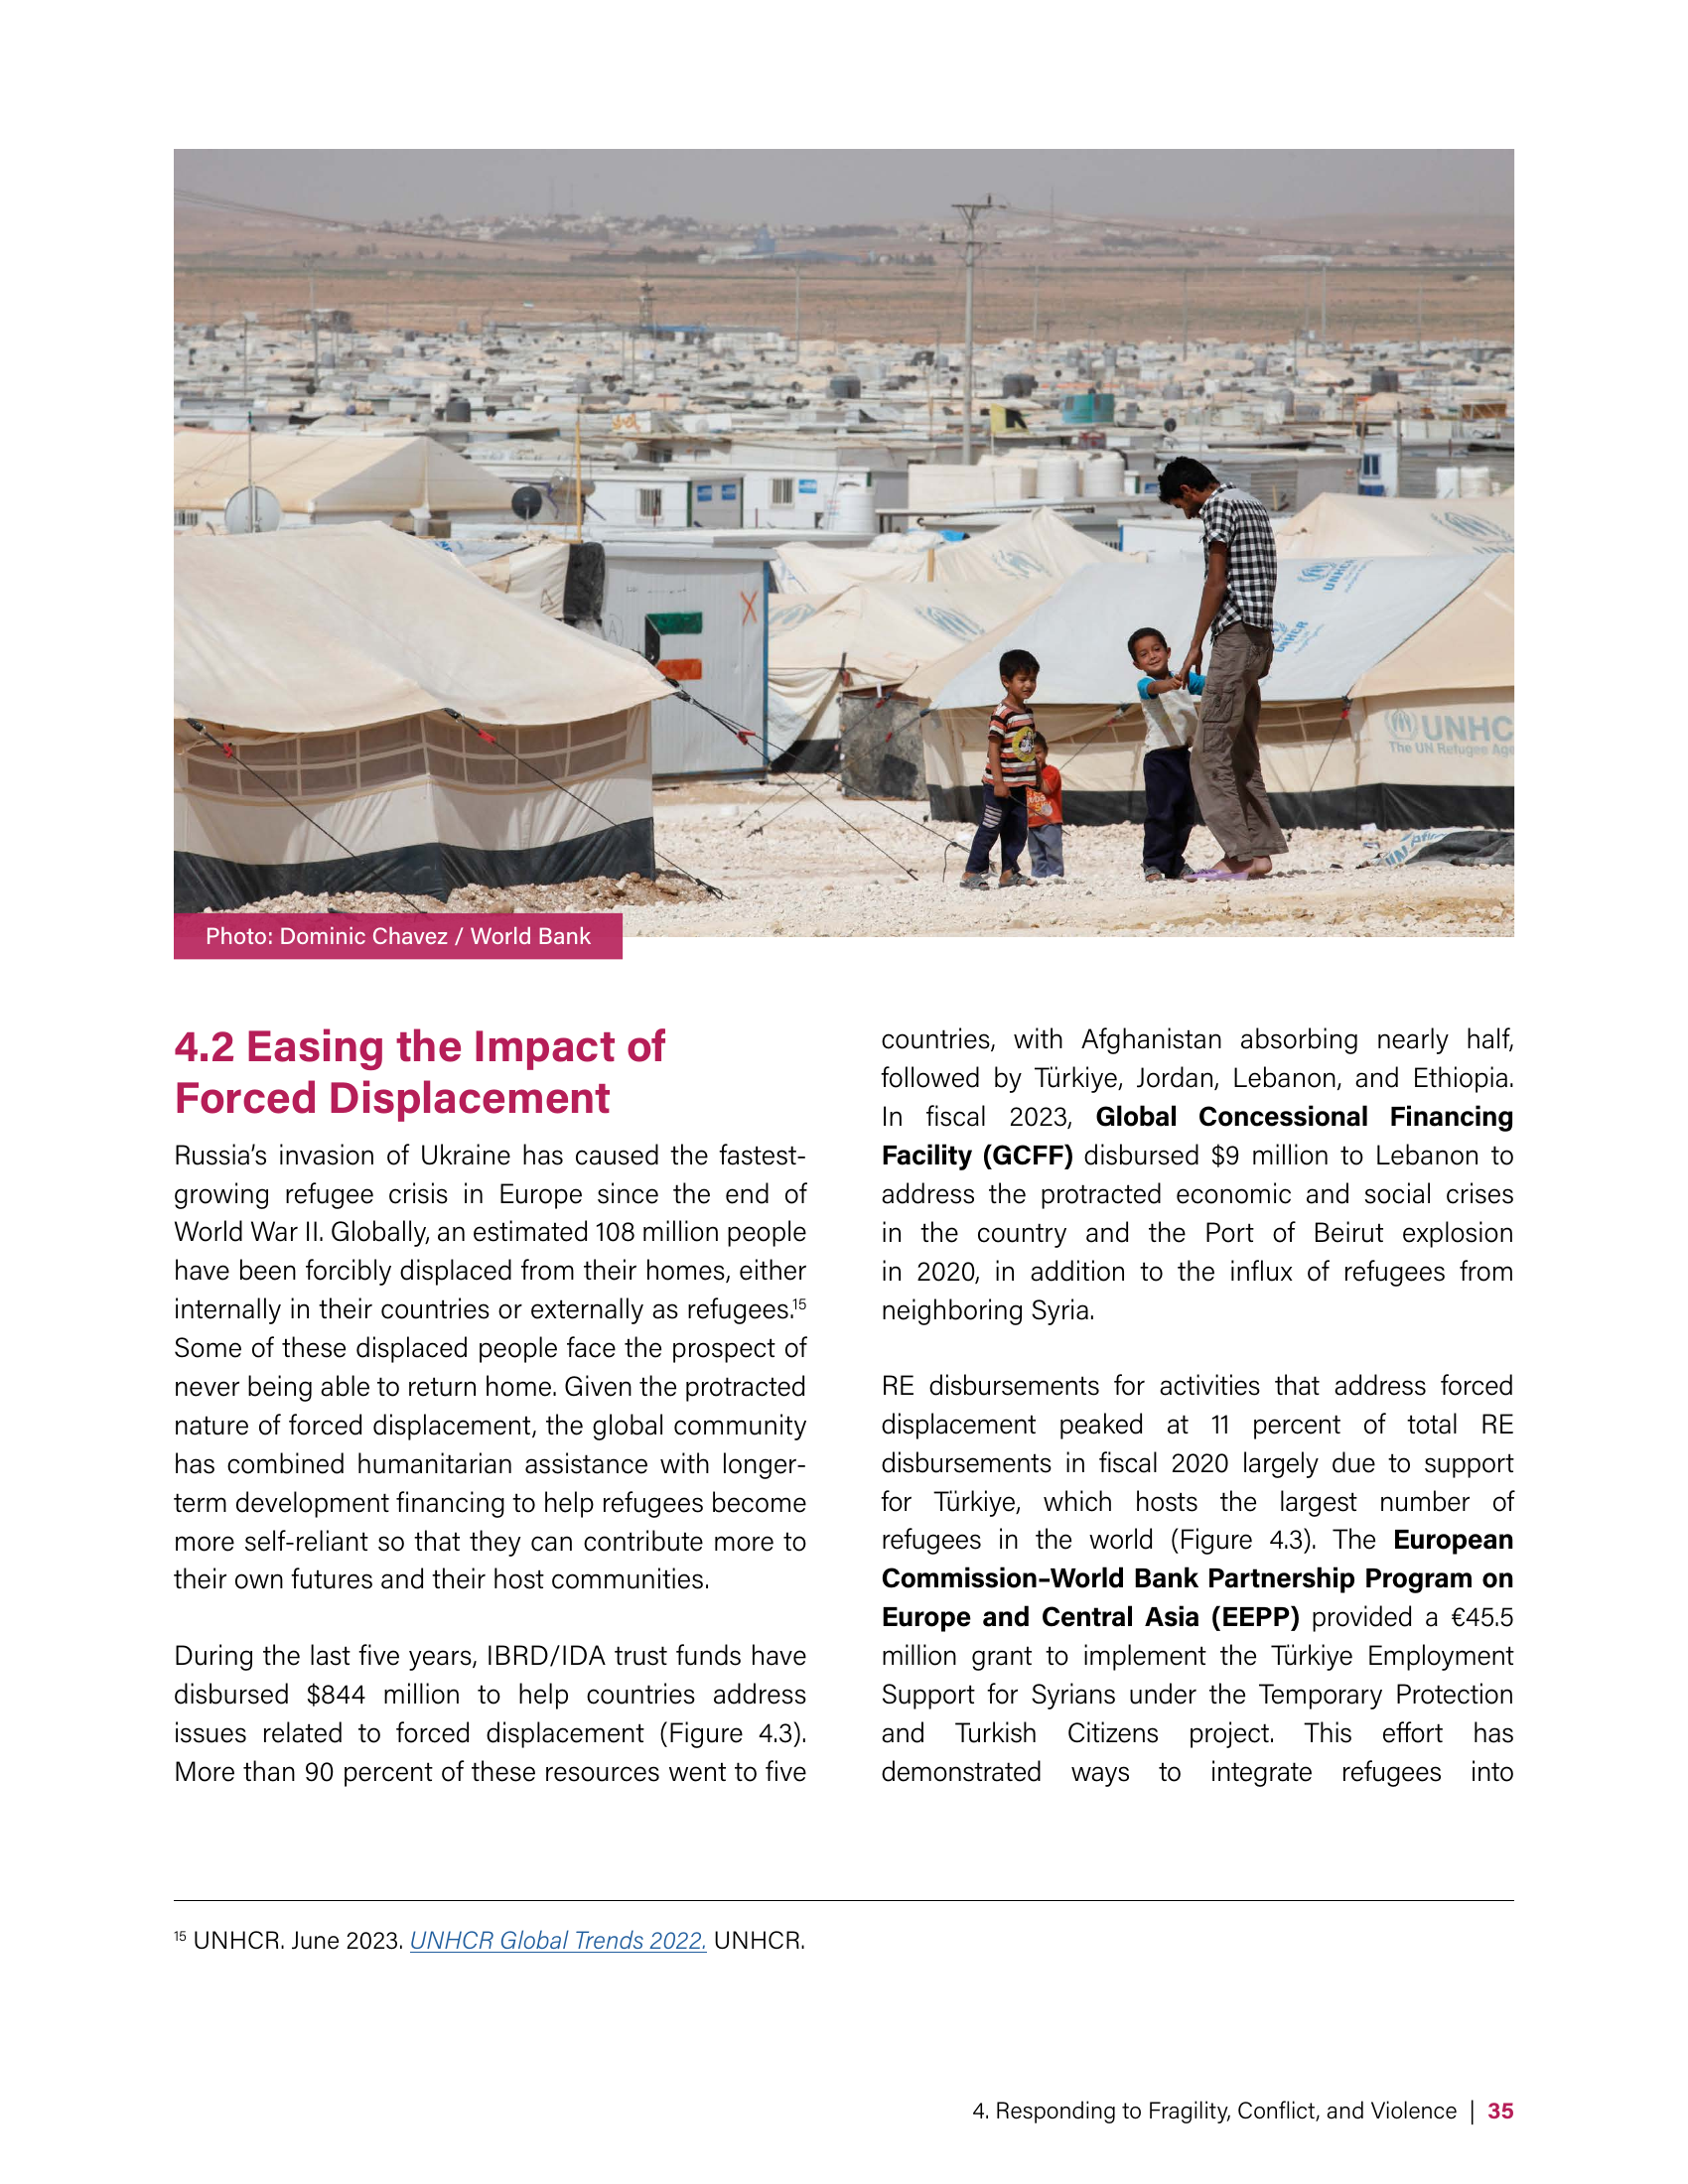 UNHCR
UNHCR
UNHC
The UN Refugee Age
Photo: Dominic Chavez / World Bank
4.2 Easing the Impact of
Forced Displacement
Russia’s invasion of Ukraine has caused the fastest-
growing refugee crisis in Europe since the end of
World War II. Globally, an estimated 108 million people
have been forcibly displaced from their homes, either
internally in their countries or externally as refugees.15
Some of these displaced people face the prospect of
never being able to return home. Given the protracted
nature of forced displacement, the global community
has combined humanitarian assistance with longer-
term development financing to help refugees become
more self-reliant so that they can contribute more to
their own futures and their host communities.
During the last five years, IBRD/IDA trust funds have
disbursed $844 million to help countries address
issues related to forced displacement (Figure 4.3).
More than 90 percent of these resources went to five
countries, with Afghanistan absorbing nearly half,
followed by Türkiye, Jordan, Lebanon, and Ethiopia.
In fiscal 2023, Global Concessional Financing
Facility (GCFF) disbursed $9 million to Lebanon to
address the protracted economic and social crises
in the country and the Port of Beirut explosion
in 2020, in addition to the influx of refugees from
neighboring Syria.
RE disbursements for activities that address forced
displacement peaked at 11 percent of total RE
disbursements in fiscal 2020 largely due to support
for Türkiye, which hosts the largest number of
refugees in the world (Figure 4.3). The European
Commission–World Bank Partnership Program on
Europe and Central Asia (EEPP) provided a €45.5
million grant to implement the Türkiye Employment
Support for Syrians under the Temporary Protection
and Turkish Citizens project. This effort has
demonstrated ways to integrate refugees into
15 UNHCR. June 2023. UNHCR Global Trends 2022. UNHCR.
4. Responding to Fragility, Conflict, and Violence | 35